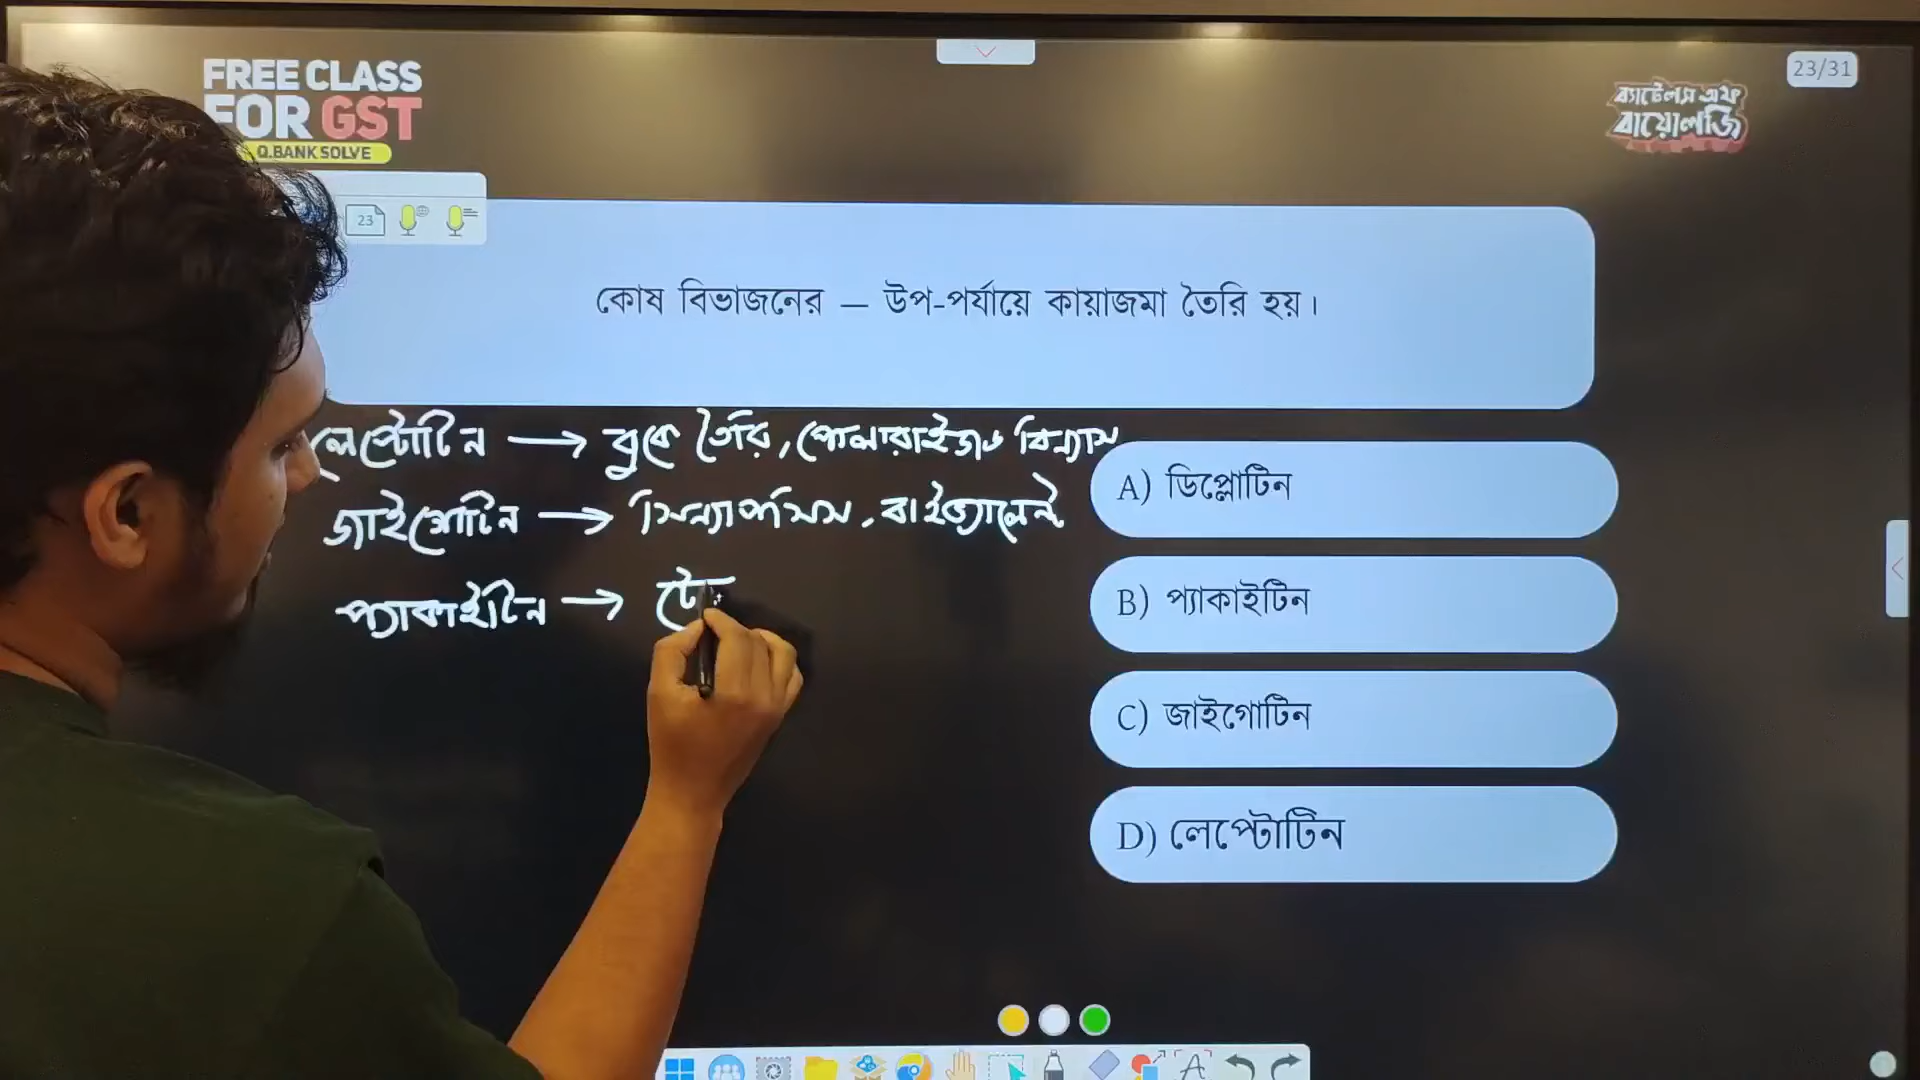 FREE CLASS
FOR GST
Q.BANK SOLVE
23/31
ব্যাটেলস অফ
বায়োলজি
23
কোষ বিভাজনের — উপ-পর্যায়ে কায়াজমা তৈরি হয়।
লেপ্টোটিন → বুকে তৈরি, পোলারাইজড বিন্যাস
জাইগোটিন → সিন্যাপসিস, বাইভ্যালেন্ট
প্যাকাইটিন →
A) ডিপ্লোটিন
B) প্যাকাইটিন
C) জাইগোটিন
D) লেপ্টোটিন